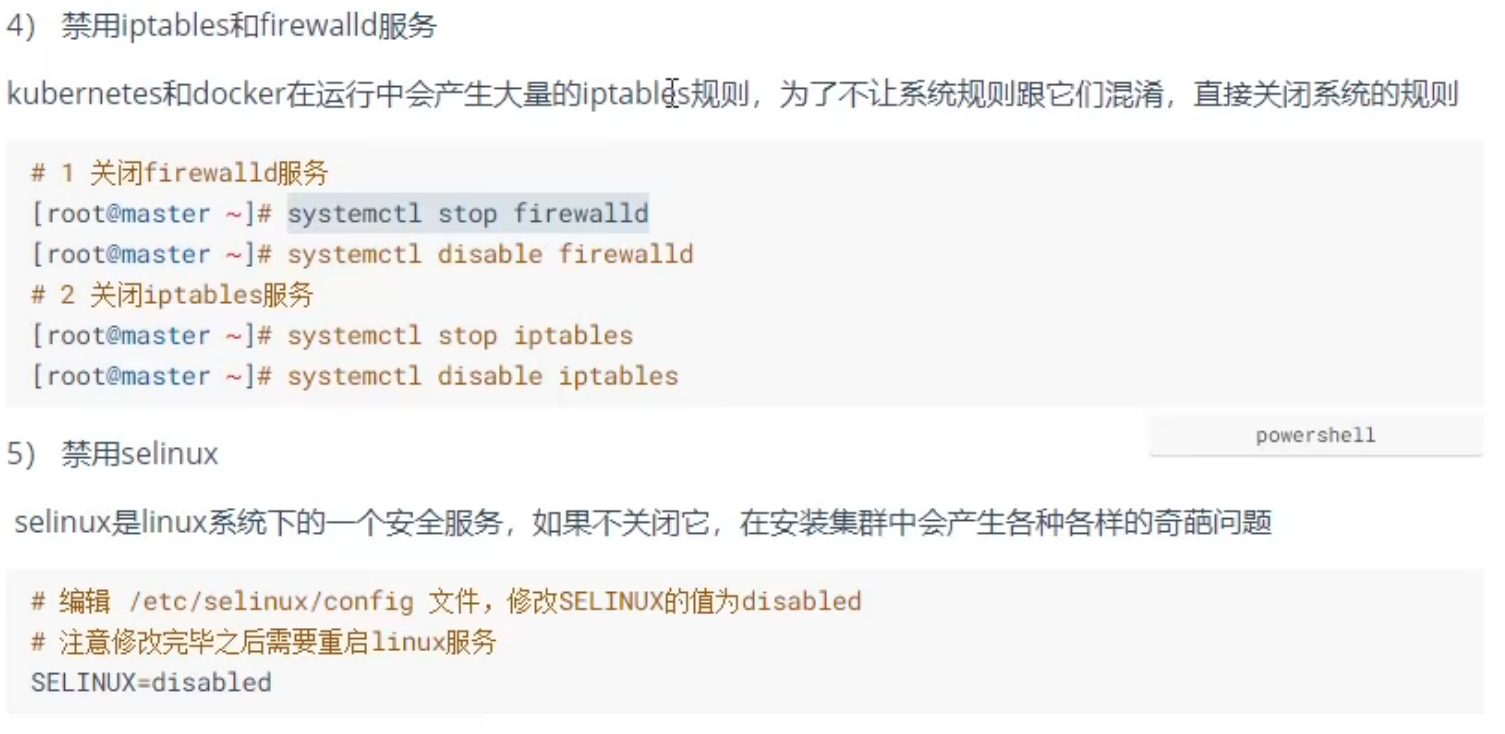 4） 禁用iptables和firewalld服务
kubernetes和docker在运行中会产生大量的iptables规则，为了不让系统规则跟它们混淆，直接关闭系统的规则
# 1 关闭firewalld服务
[root@master ~]# systemctl stop firewalld
[root@master ~]# systemctl disable firewalld
# 2 关闭iptables服务
[root@master ~]# systemctl stop iptables
[root@master ~]# systemctl disable iptables
powershell
5） 禁用selinux
selinux是linux系统下的一个安全服务，如果不关闭它，在安装集群中会产生各种各样的奇葩问题
# 编辑 /etc/selinux/config 文件，修改SELINUX的值为disabled
# 注意修改完毕之后需要重启linux服务
SELINUX=disabled